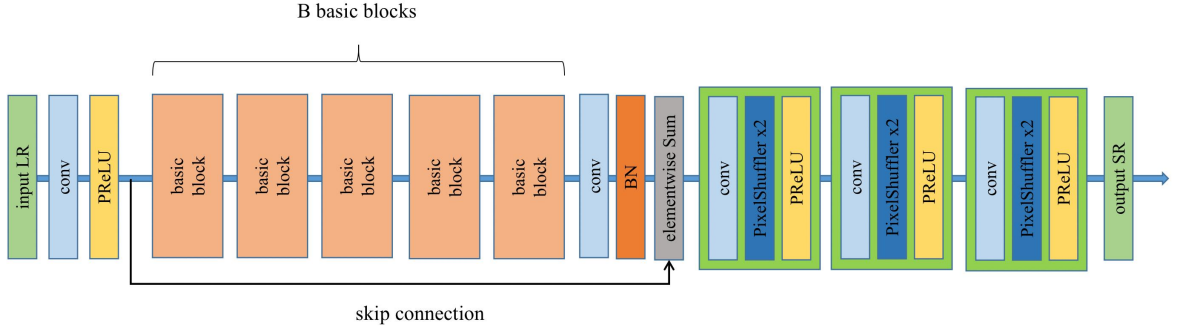 B basic blocks
input LR
conv
PReLU
basic
block
basic
block
basic
block
basic
block
basic
block
conv
BN
elementwise Sum
conv
PixelShuffler x2
PReLU
conv
PixelShuffler x2
PReLU
conv
PixelShuffler x2
PReLU
output SR
skip connection